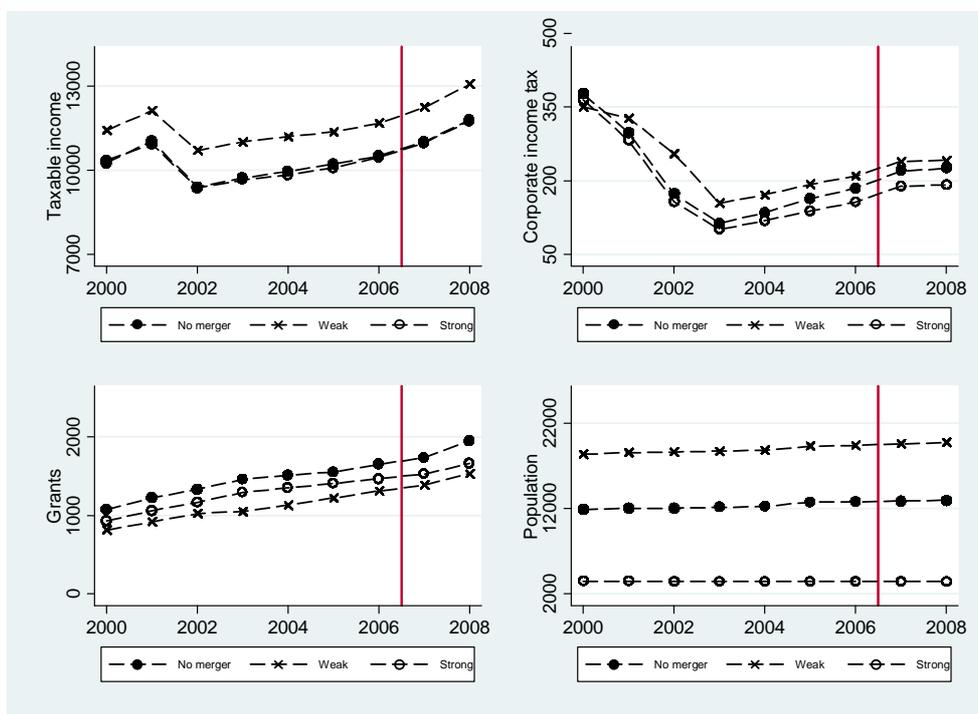 Taxable income
13000
10000
7000
2000 2002 2004 2006 2008
No merger Weak Strong
Corporate income tax
500
350
200
50
2000 2002 2004 2006 2008
No merger Weak Strong
Grants
2000
1000
0
2000 2002 2004 2006 2008
No merger Weak Strong
Population
22000
12000
2000
2000 2002 2004 2006 2008
No merger Weak Strong